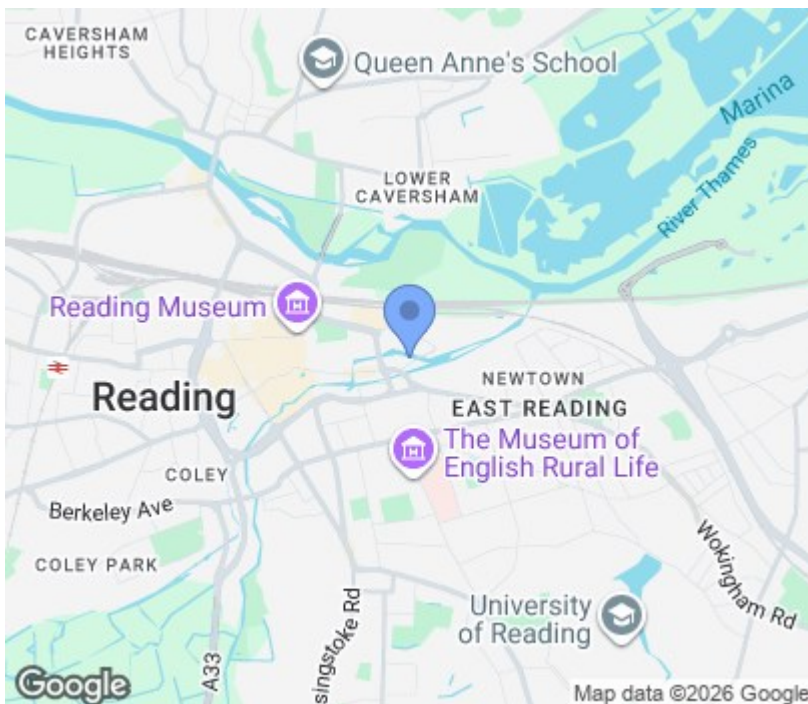 CAVERSHAM
HEIGHTS
Queen Anne's School
Marina
LOWER
CAVERSHAM
River Thames
Reading Museum
Reading
NEWTOWN
EAST READING
The Museum of
English Rural Life
COLEY
Berkeley Ave
COLEY PARK
Wokingham Rd
University
of Reading
A33
singstoke Rd
Google
Map data ©2026 Google